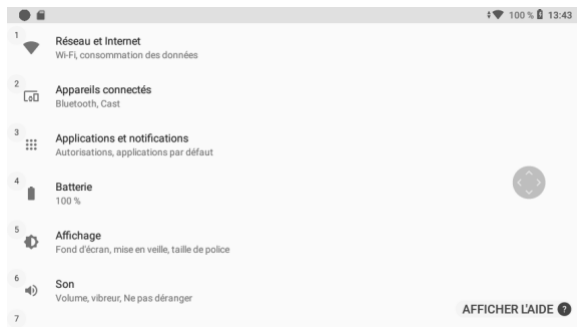 100 % 13:43
1
Réseau et Internet
Wi-Fi, consommation des données
2
Appareils connectés
Bluetooth, Cast
3
Applications et notifications
Autorisations, applications par défaut
4
Batterie
100 %
5
Affichage
Fond d'écran, mise en veille, taille de police
6
Son
Volume, vibreur, Ne pas déranger
7
AFFICHER L'AIDE ?